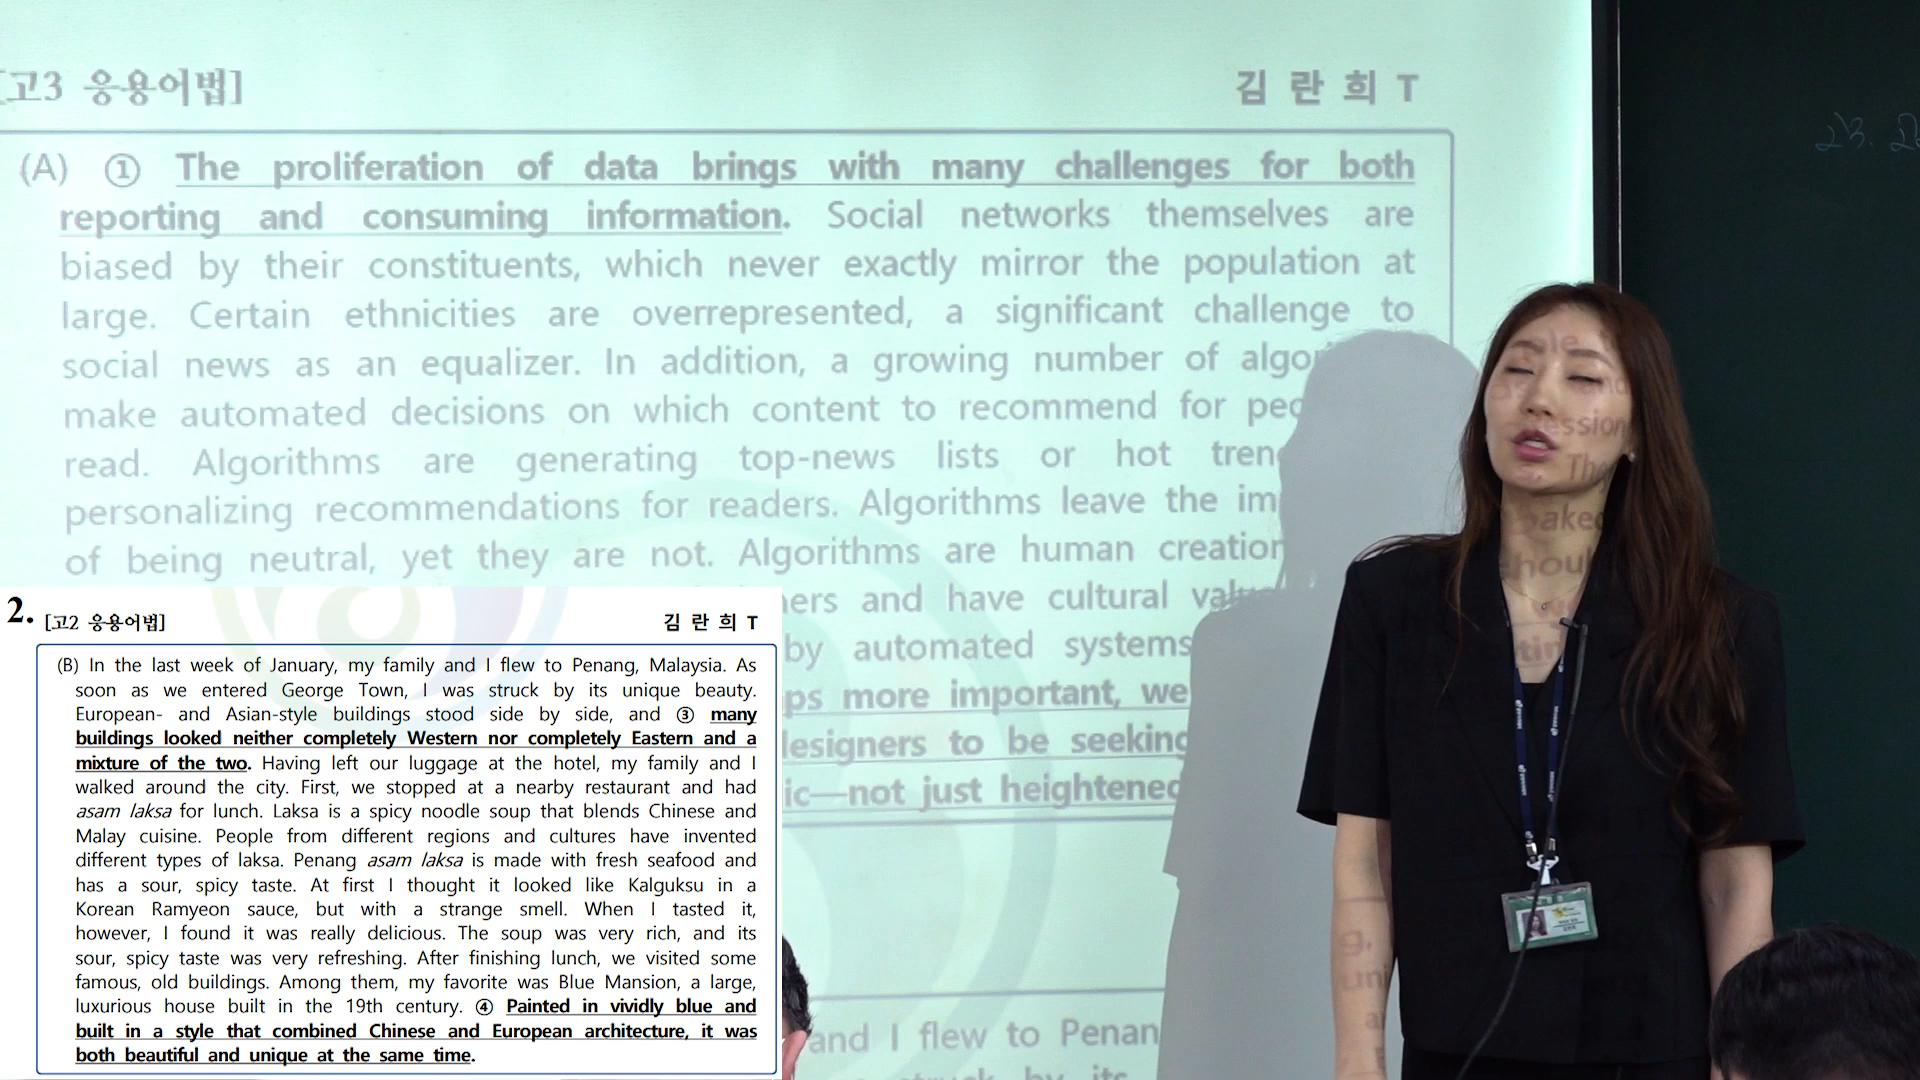 [고3 응용어법]
김 란 희 T
(A) ① The proliferation of data brings with many challenges for both
reporting and consuming information. Social networks themselves are
biased by their constituents, which never exactly mirror the population at
large. Certain ethnicities are overrepresented, a significant challenge to
social news as an equalizer. In addition, a growing number of algo
make automated decisions on which content to recommend for peo
read. Algorithms are generating top-news lists or hot tren
personalizing recommendations for readers. Algorithms leave the im
of being neutral, yet they are not. Algorithms are human creation
ners and have cultural valu
by automated systems
ps more important, we
designers to be seeking
ic—not just heightened
and I flew to Penan
struck by its
2. [고2 응용어법]
김 란 희 T
(B) In the last week of January, my family and I flew to Penang, Malaysia. As
soon as we entered George Town, I was struck by its unique beauty.
European- and Asian-style buildings stood side by side, and ③ many
buildings looked neither completely Western nor completely Eastern and a
mixture of the two. Having left our luggage at the hotel, my family and I
walked around the city. First, we stopped at a nearby restaurant and had
asam laksa for lunch. Laksa is a spicy noodle soup that blends Chinese and
Malay cuisine. People from different regions and cultures have invented
different types of laksa. Penang asam laksa is made with fresh seafood and
has a sour, spicy taste. At first I thought it looked like Kalguksu in a
Korean Ramyeon sauce, but with a strange smell. When I tasted it,
however, I found it was really delicious. The soup was very rich, and its
sour, spicy taste was very refreshing. After finishing lunch, we visited some
famous, old buildings. Among them, my favorite was Blue Mansion, a large,
luxurious house built in the 19th century. ④ Painted in vividly blue and
built in a style that combined Chinese and European architecture, it was
both beautiful and unique at the same time.